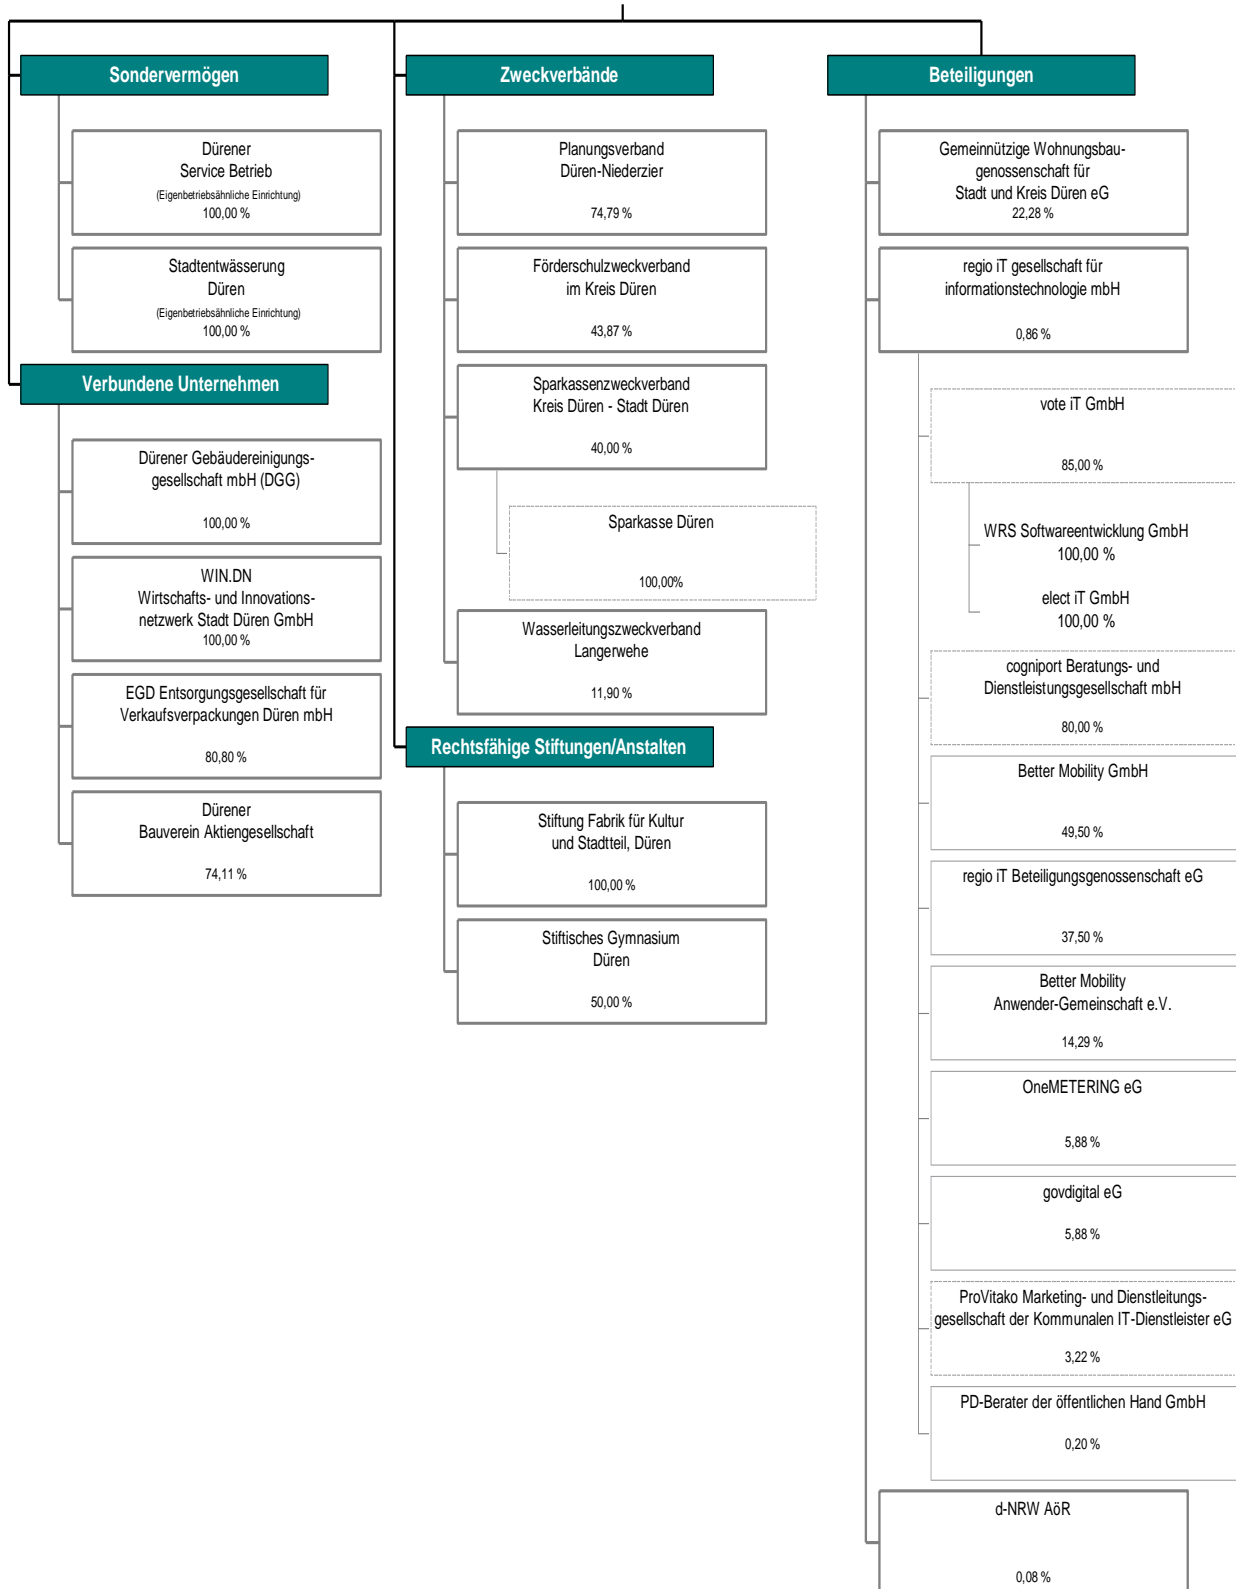 Sondervermögen
Dürener
Service Betrieb
(Eigenbetriebsähnliche Einrichtung)
100,00 %
Stadtentwässerung
Düren
(Eigenbetriebsähnliche Einrichtung)
100,00 %
Verbundene Unternehmen
Dürener Gebäudereinigungs-
gesellschaft mbH (DGG)
100,00 %
WIN.DN
Wirtschafts- und Innovations-
netzwerk Stadt Düren GmbH
100,00 %
EGD Entsorgungsgesellschaft für
Verkaufsverpackungen Düren mbH
80,80 %
Dürener
Bauverein Aktiengesellschaft
74,11 %
Zweckverbände
Planungsverband
Düren-Niederzier
74,79 %
Förderschulzweckverband
im Kreis Düren
43,87 %
Sparkassenzweckverband
Kreis Düren - Stadt Düren
40,00 %
Sparkasse Düren
100,00%
Wasserleitungszweckverband
Langerwehe
11,90 %
Rechtsfähige Stiftungen/Anstalten
Stiftung Fabrik für Kultur
und Stadtteil, Düren
100,00 %
Stiftisches Gymnasium
Düren
50,00 %
Beteiligungen
Gemeinnützige Wohnungsbau-
genossenschaft für
Stadt und Kreis Düren eG
22,28 %
regio iT gesellschaft für
informationstechnologie mbH
0,86 %
vote iT GmbH
85,00 %
WRS Softwareentwicklung GmbH
100,00 %
elect iT GmbH
100,00 %
cogniport Beratungs- und
Dienstleistungsgesellschaft mbH
80,00 %
Better Mobility GmbH
49,50 %
regio iT Beteiligungsgenossenschaft eG
37,50 %
Better Mobility
Anwender-Gemeinschaft e.V.
14,29 %
OneMETERING eG
5,88 %
govdigital eG
5,88 %
ProVitako Marketing- und Dienstleitungs-
gesellschaft der Kommunalen IT-Dienstleister eG
3,22 %
PD-Berater der öffentlichen Hand GmbH
0,20 %
d-NRW AöR
0,08 %